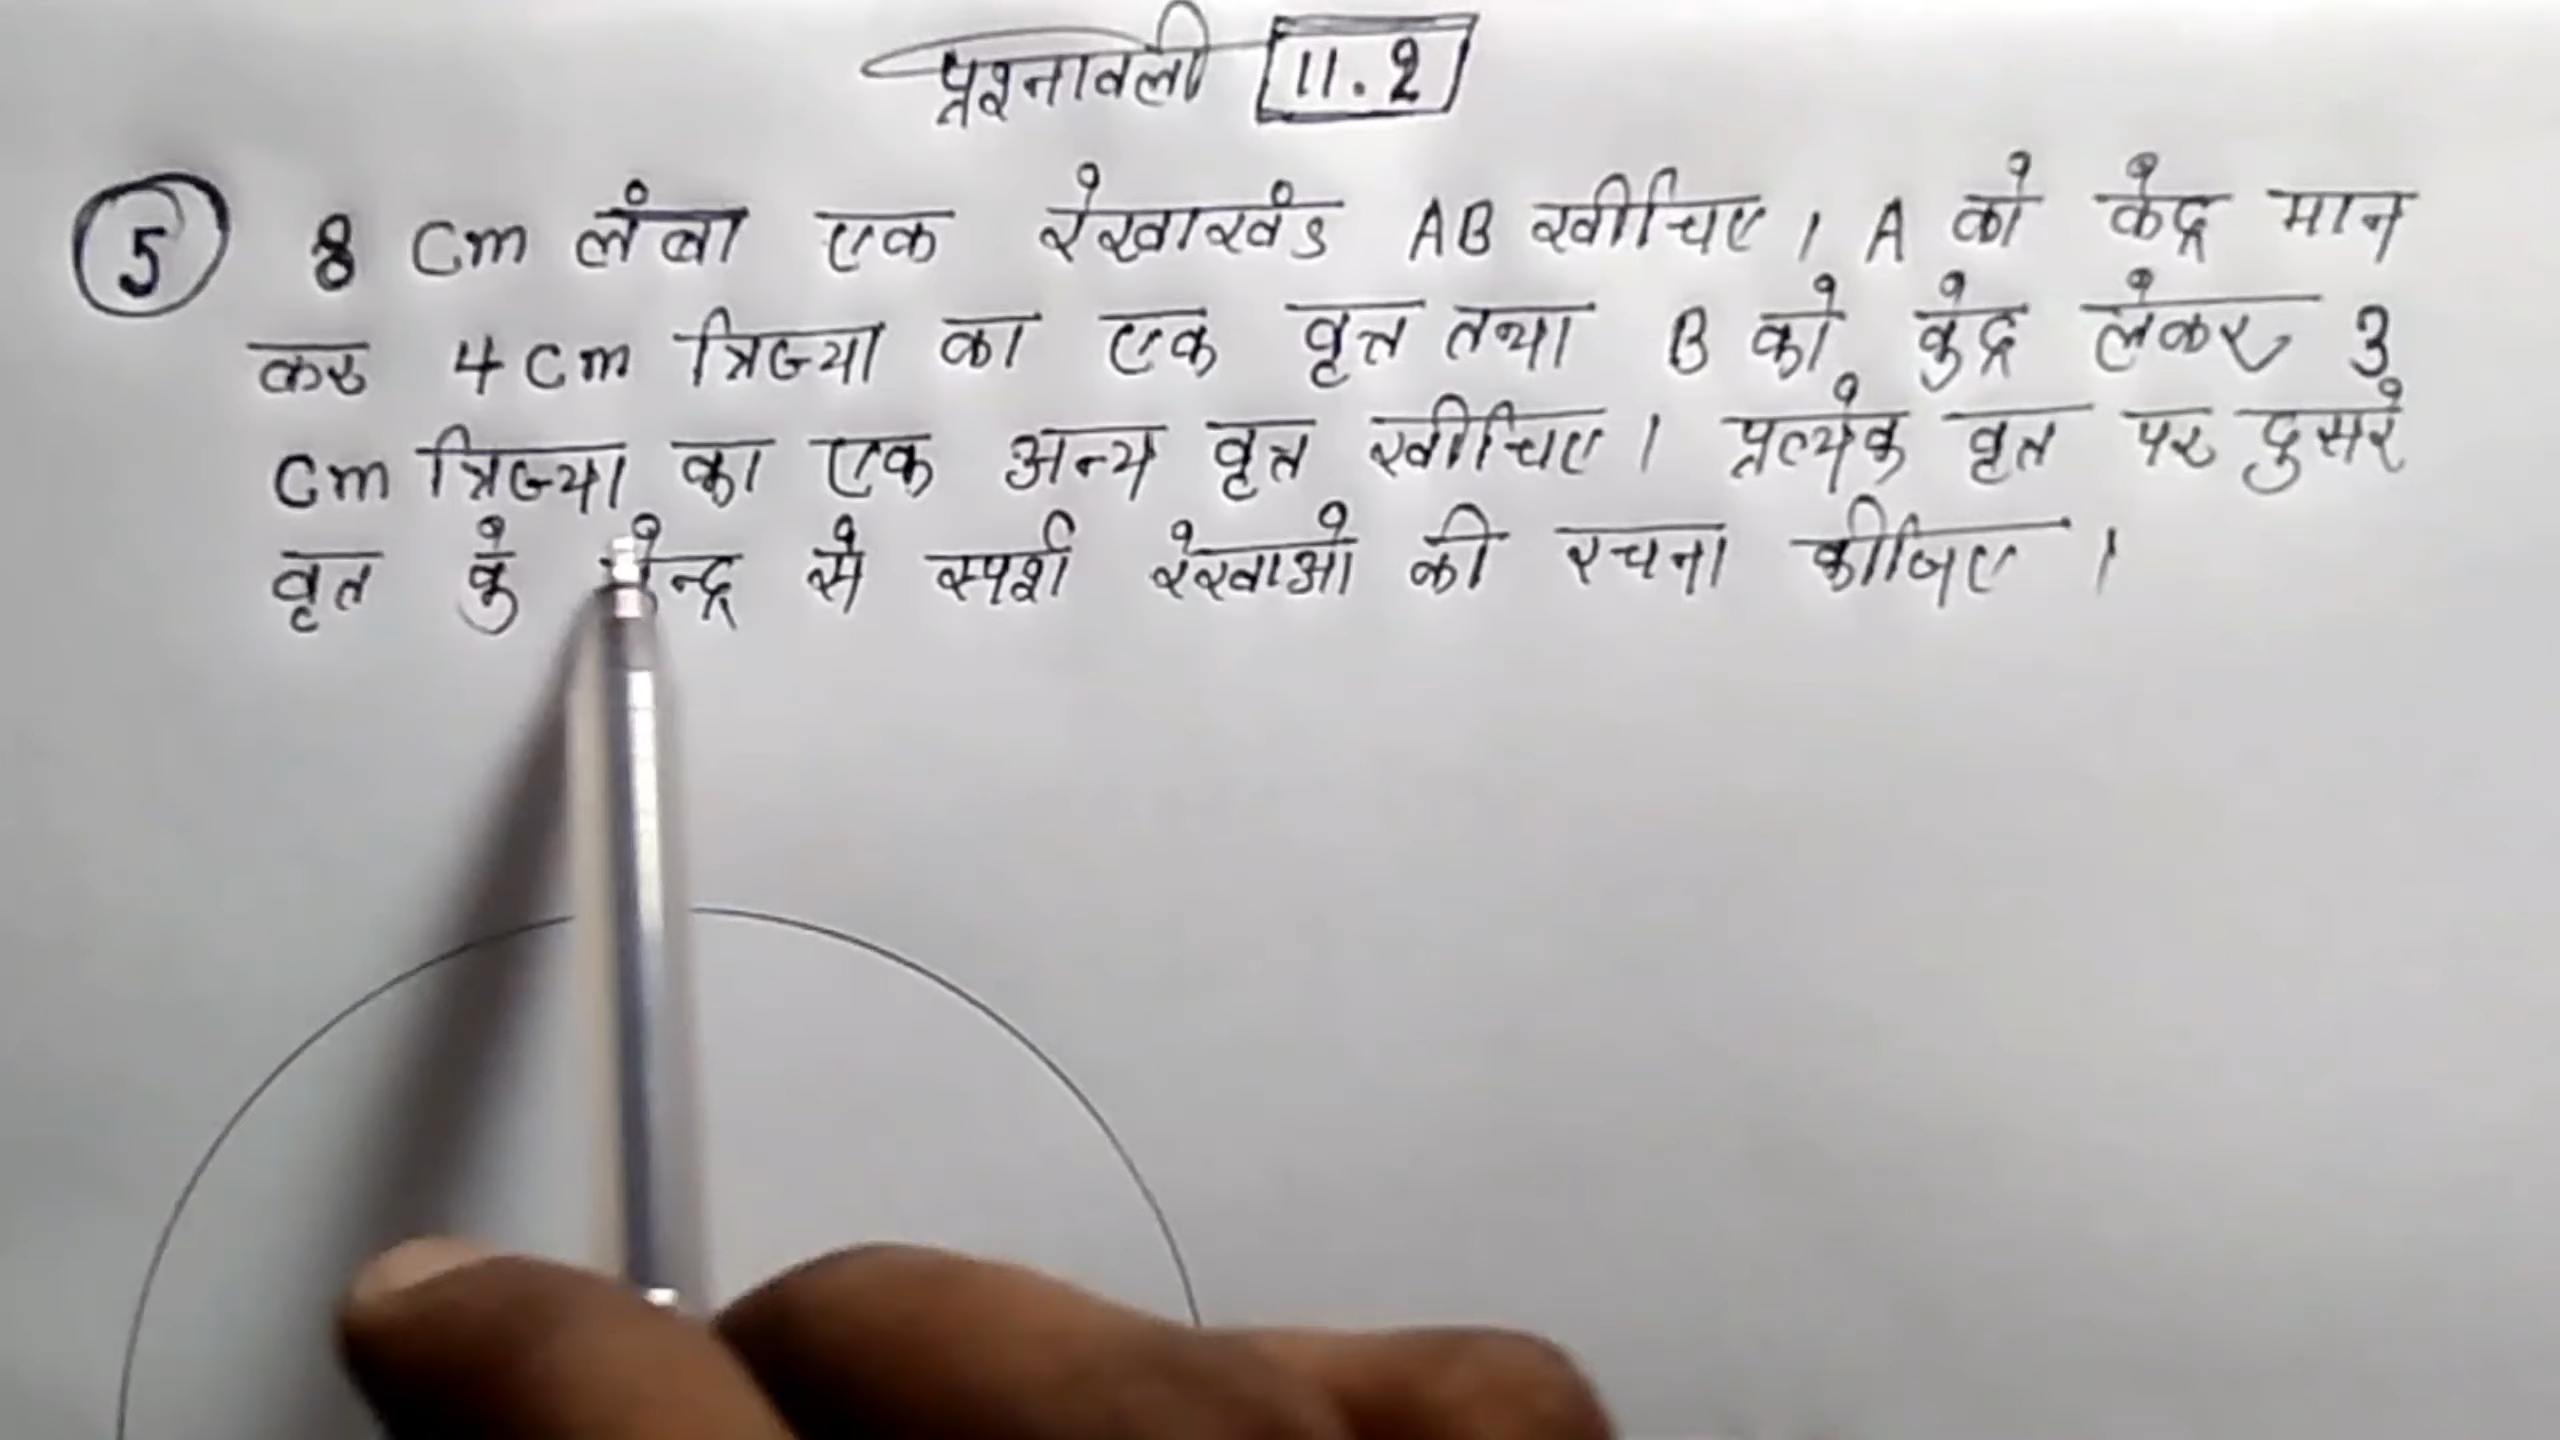 प्रश्नावली 11.2
5 8 cm लंबा एक रेखाखंड AB खींचिए। A को केंद्र मान
कर 4 cm त्रिज्या का एक वृत्त तथा B को केंद्र लेकर 3
cm त्रिज्या का एक अन्य वृत्त खींचिए। प्रत्येक वृत पर दुसरे
वृत के केन्द्र से स्पर्श रेखाओ की रचना कीजिए।